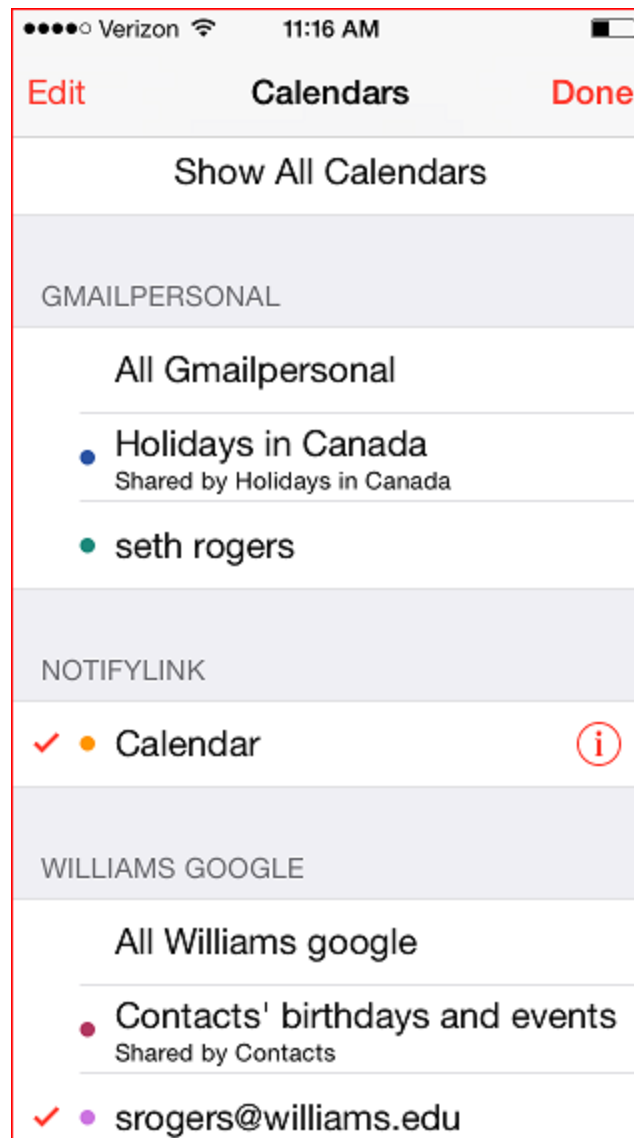 Verizon 11:16 AM
Edit Calendars Done
Show All Calendars
GMAILPERSONAL
All Gmailpersonal
Holidays in Canada
Shared by Holidays in Canada
seth rogers
NOTIFYLINK
Calendar i
WILLIAMS GOOGLE
All Williams google
Contacts' birthdays and events
Shared by Contacts
srogers@williams.edu